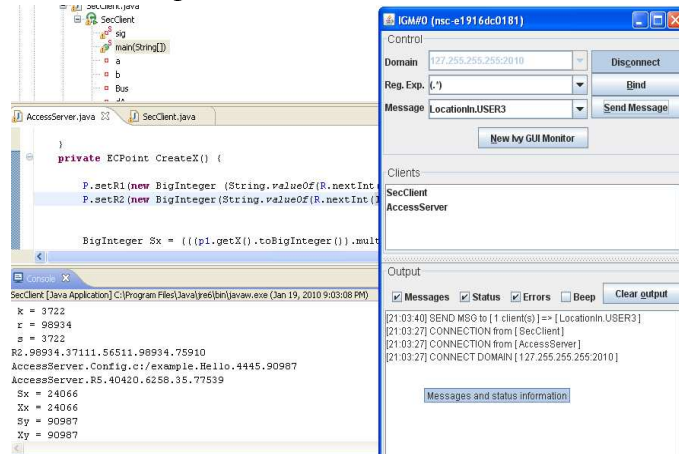 SecClient.java
SecClient
sig
main(String[])
a
b
Bus
AccessServer.java
SecClient.java
}
private ECPoint CreateX() {
P.setR1(new BigInteger (String.valueOf(R.nextInt(
P.setR2(new BigInteger(String.valueOf(R.nextInt(
BigInteger Sx = (((p1.getX().toBigInteger()).mult
Console
SecClient [Java Application] C:\Program Files\Java\jre6\bin\javaw.exe (Jan 19, 2010 9:03:08 PM)
k = 3722
r = 98934
s = 3722
R2.98934.37111.56511.98934.75910
AccessServer.Config.c:/example.Hello.4445.90987
AccessServer.R5.40420.6258.35.77539
Sx = 24066
Xx = 24066
Sy = 90987
Xy = 90987
IGM#0 (nsc-e1916dc0181)
Control
Domain 127.255.255.255:2010 Disconnect
Reg. Exp. (.*) Bind
Message LocationIn.USER3 Send Message
New Ivy GUI Monitor
Clients
SecClient
AccessServer
Output
Messages Status Errors Beep Clear output
[21:03:40] SEND MSG to [ 1 client(s) ] => [ LocationIn.USER3 ]
[21:03:27] CONNECTION from [ SecClient ]
[21:03:27] CONNECTION from [ AccessServer ]
[21:03:27] CONNECT DOMAIN [ 127.255.255.255:2010 ]
Messages and status information